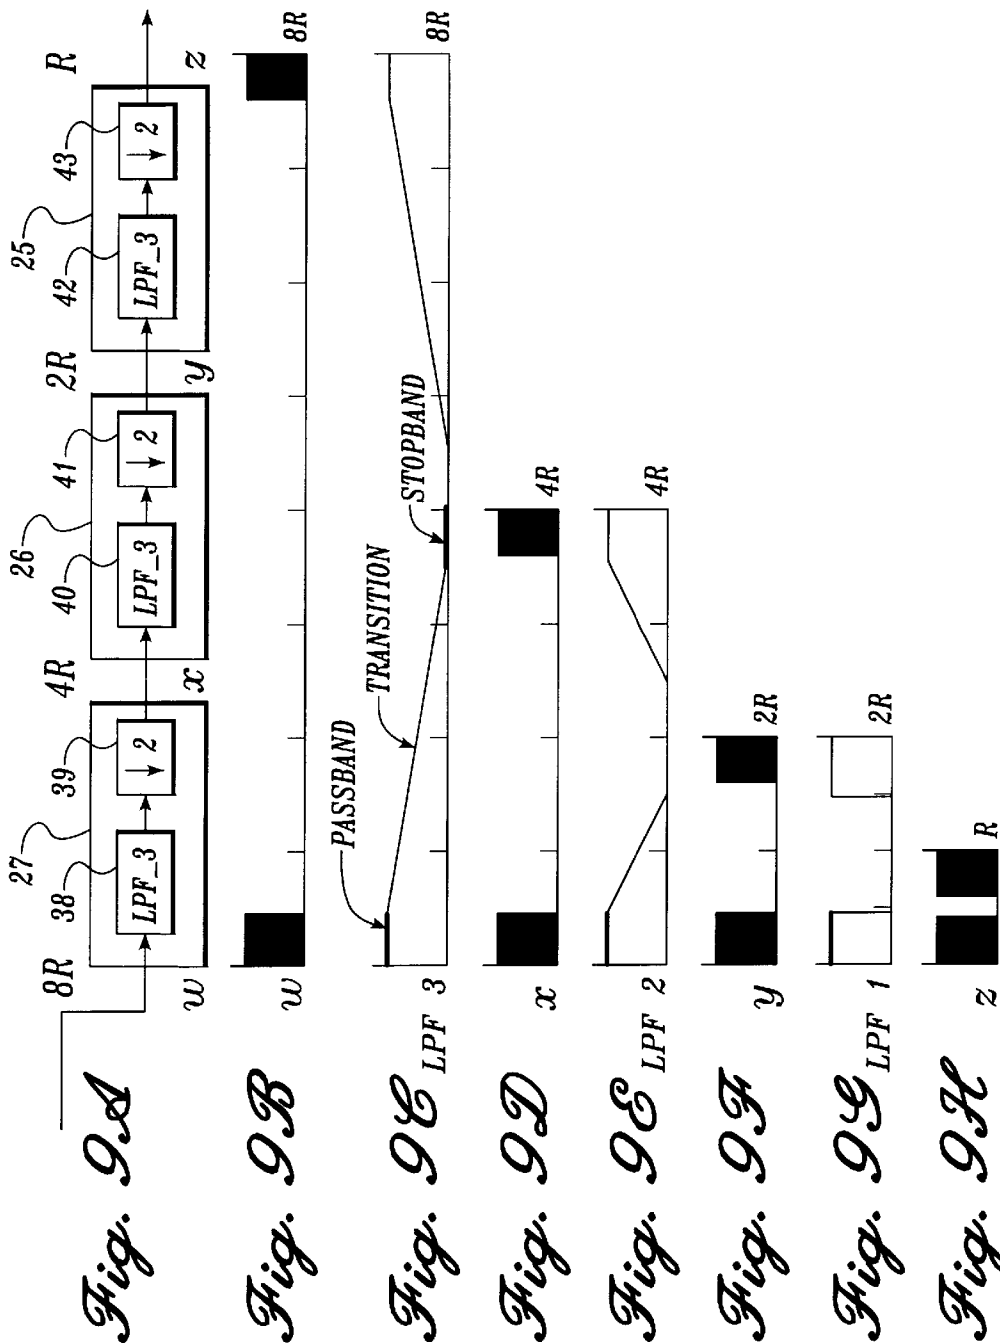 Fig. 9A
8R 27 4R 26 2R 25 R
38 39 40 41 42 43
LPF_3 ↓ 2 LPF_3 ↓ 2 LPF_3 ↓ 2
w x y z
Fig. 9B
w 8R
Fig. 9C
LPF 3 PASSBAND TRANSITION STOPBAND 8R
Fig. 9D
x 4R
Fig. 9E
LPF 2 4R
Fig. 9F
y 2R
Fig. 9G
LPF 1 2R
Fig. 9H
z R